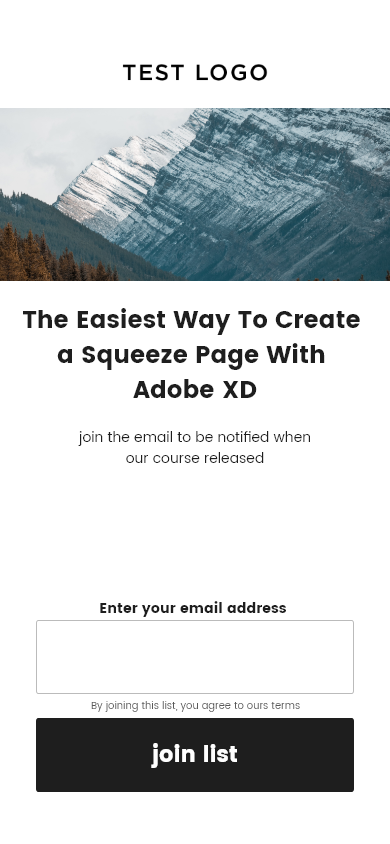 TEST LOGO
The Easiest Way To Create
a Squeeze Page With
Adobe XD
join the email to be notified when
our course released
Enter your email address
By joining this list, you agree to ours terms
join list